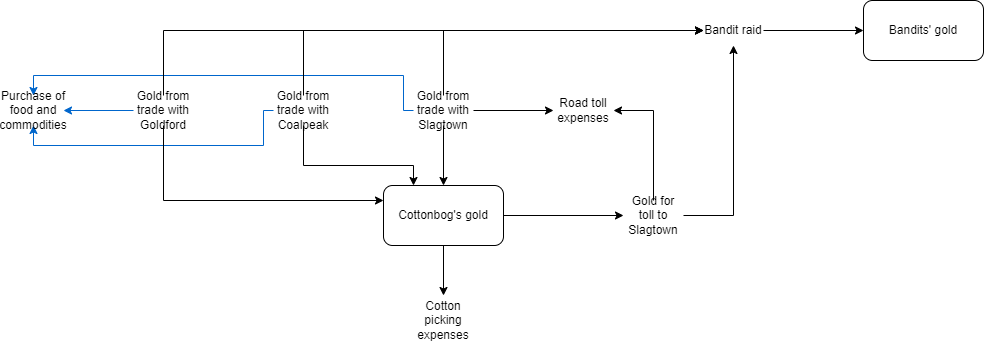 Bandit raid
Bandits' gold
Purchase of
food and
commodities
Gold from
trade with
Goldford
Gold from
trade with
Coalpeak
Gold from
trade with
Slagtown
Road toll
expenses
Cottonbog's gold
Gold for
toll to
Slagtown
Cotton
picking
expenses